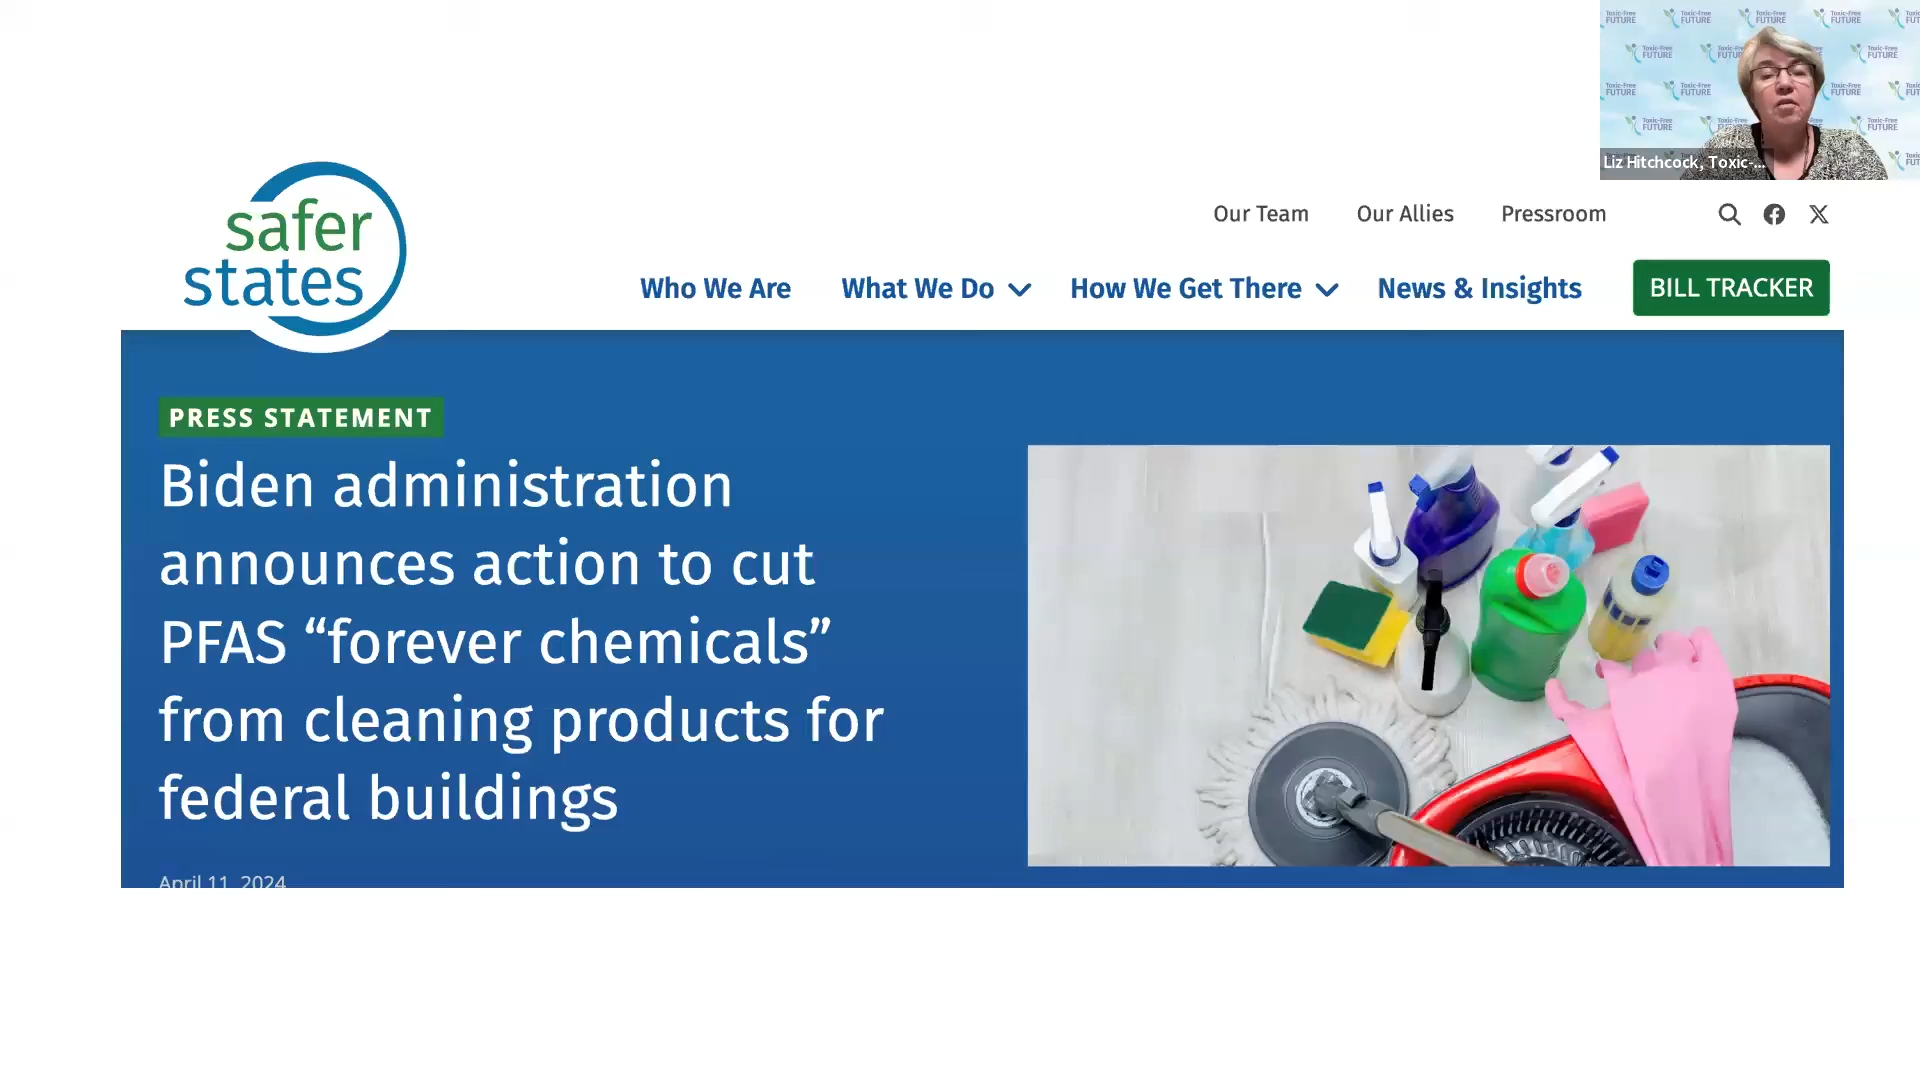 Toxic-Free
FUTURE
Liz Hitchcock, Toxic-...
safer
states
Our Team
Our Allies
Pressroom
Who We Are
What We Do
How We Get There
News & Insights
BILL TRACKER
PRESS STATEMENT
Biden administration
announces action to cut
PFAS “forever chemicals”
from cleaning products for
federal buildings
April 11, 2024